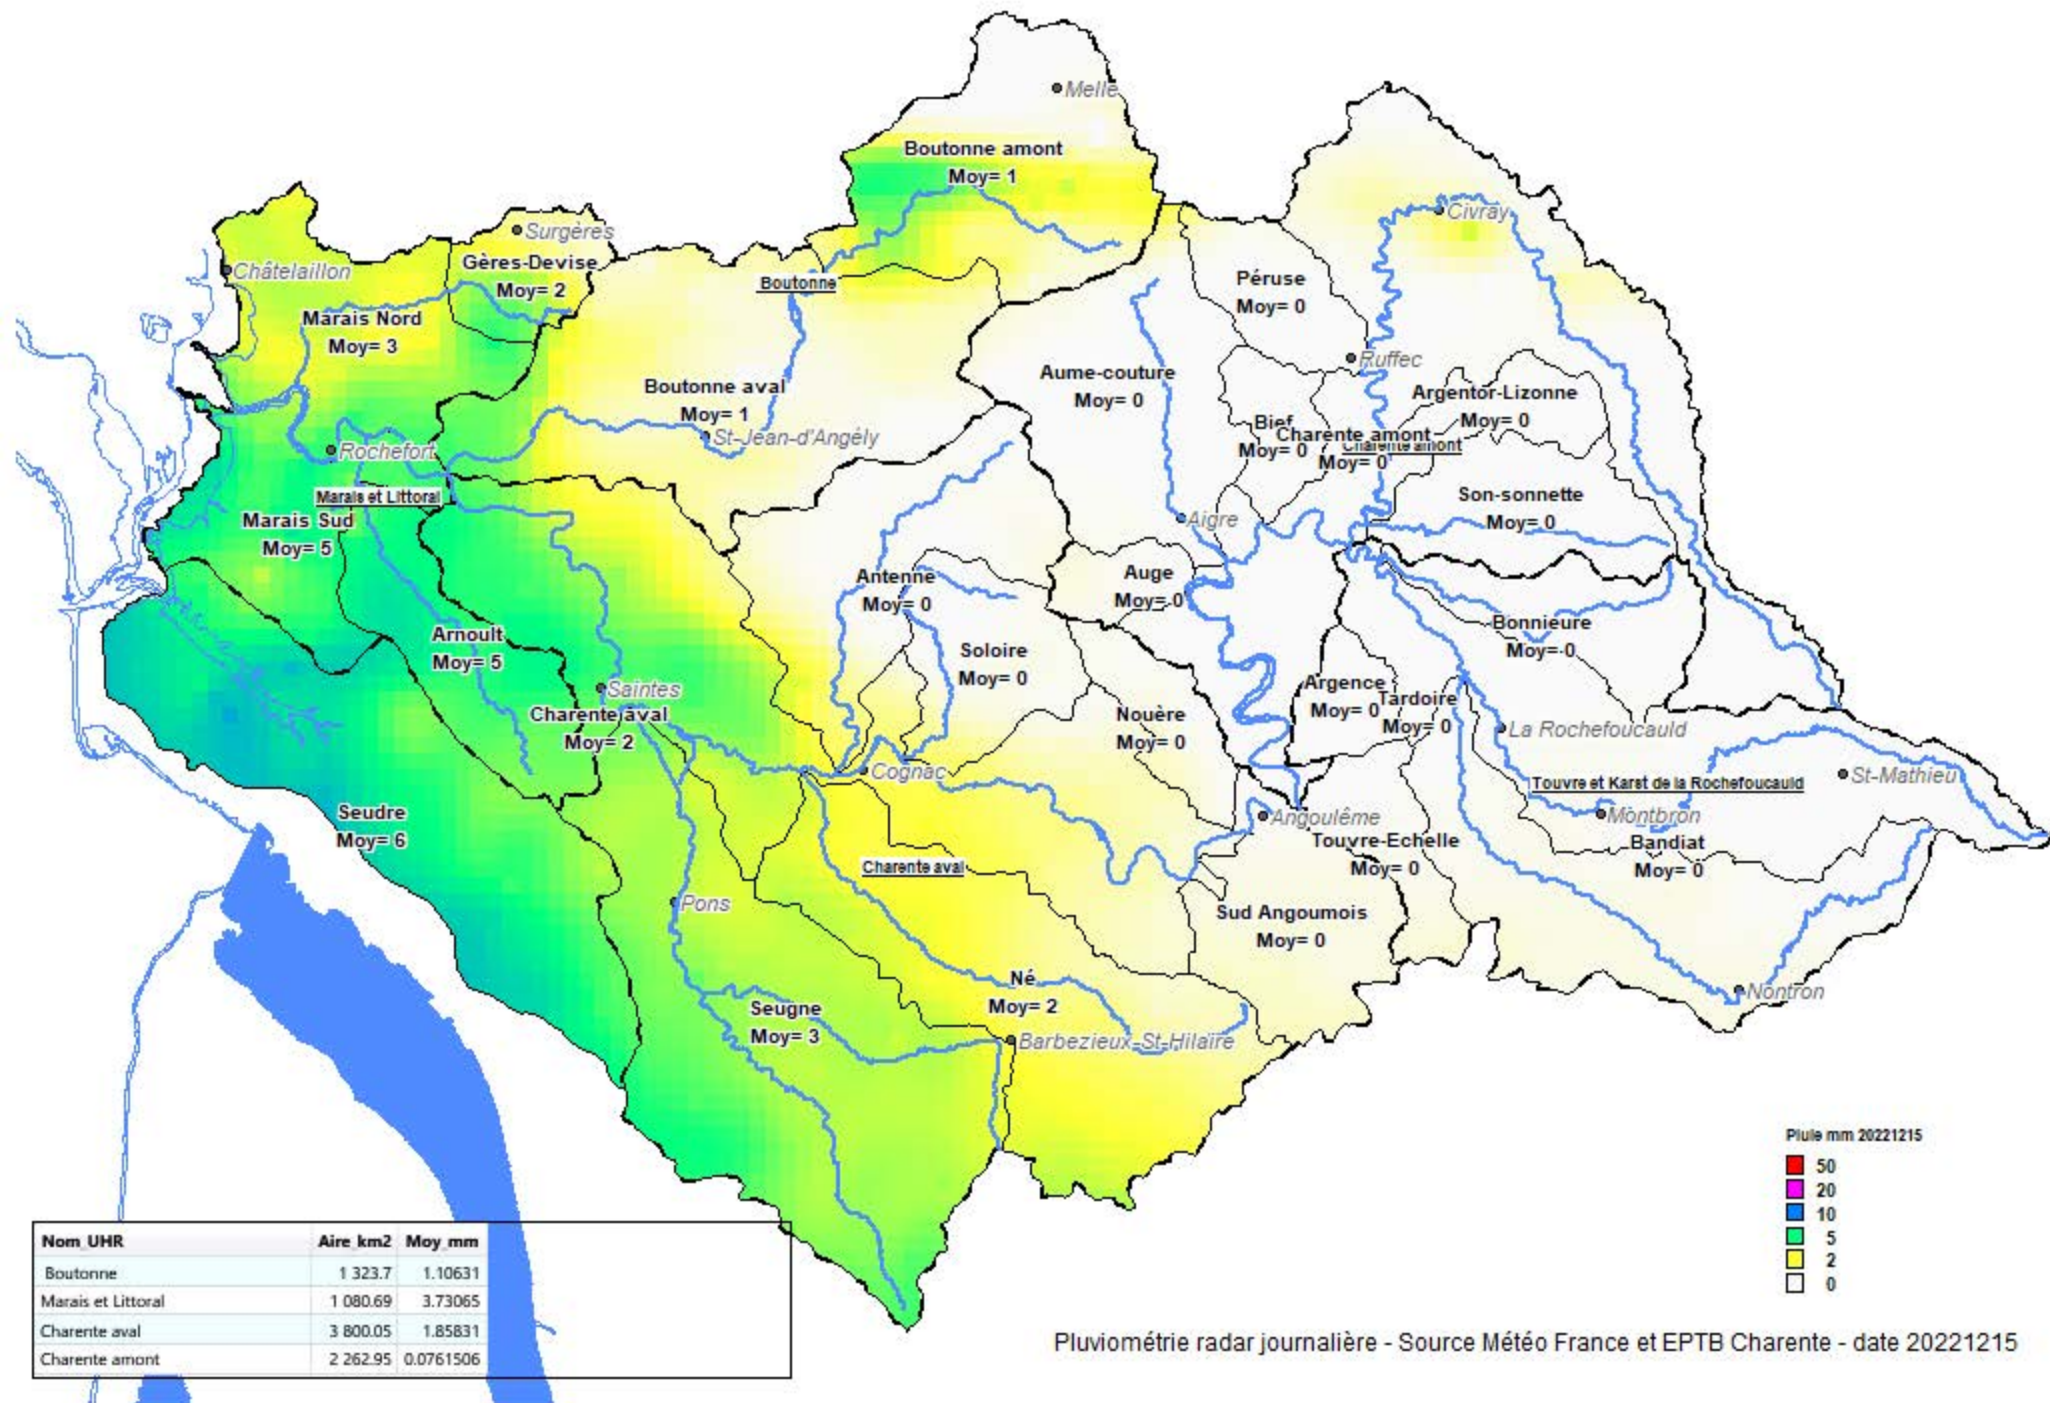 Melle
Boutonne amont
Moy= 1
Civray
Surgères
Châtelaillon
Gères-Devise
Moy= 2
Boutonne
Péruse
Moy= 0
Marais Nord
Moy= 3
Ruffec
Aume-couture
Moy= 0
Boutonne aval
Moy= 1
Argentor-Lizonne
Moy= 0
Bief
Moy= 0
Charente amont
Moy= 0
Charente amont
St-Jean-d'Angély
Rochefort
Marais et Littoral
Son-sonnette
Moy= 0
Marais Sud
Moy= 5
Aigre
Antenne
Moy= 0
Auge
Moy= 0
Bonnieure
Moy= 0
Arnoult
Moy= 5
Soloire
Moy= 0
Saintes
Argence
Moy= 0
Tardoire
Moy= 0
Charente aval
Moy= 2
Nouère
Moy= 0
La Rochefoucauld
Cognac
St-Mathieu
Touvre et Karst de la Rochefoucauld
Seudre
Moy= 6
Angoulême
Montbron
Touvre-Echelle
Moy= 0
Bandiat
Moy= 0
Charente aval
Pons
Sud Angoumois
Moy= 0
Né
Moy= 2
Nontron
Seugne
Moy= 3
Barbezieux-St-Hilaire
Pluie mm 20221215
50
20
10
5
2
0
Nom_UHR Aire_km2 Moy_mm
Boutonne 1 323.7 1.10631
Marais et Littoral 1 080.69 3.73065
Charente aval 3 800.05 1.85831
Charente amont 2 262.95 0.0761506
Pluviométrie radar journalière - Source Météo France et EPTB Charente - date 20221215